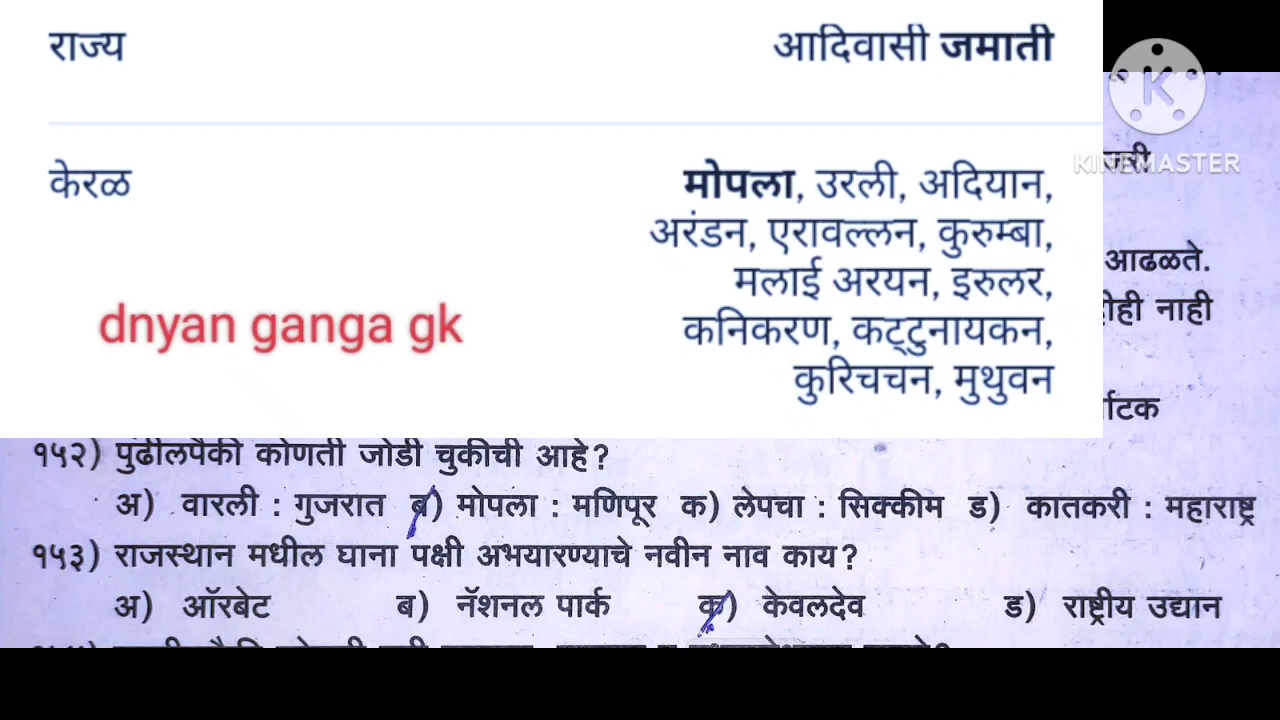 राज्य आदिवासी जमाती
KINEMASTER
केरळ मोपला, उरली, अदियान,
अरंडन, एरावल्लन, कुरुम्बा,
आढळते.
मलाई अरयन, इरुलर,
नाही
dnyan ganga gk
कनिकरण, कट्टुनायकन,
कुरिचचन, मुथुवन
१५२) पुढीलपैकी कोणती जोडी चुकीची आहे?
अ) वारली : गुजरात ब) मोपला : मणिपूर क) लेपचा : सिक्कीम ड) कातकरी : महाराष्ट्र
१५३) राजस्थान मधील घाना पक्षी अभयारण्याचे नवीन नाव काय?
अ) ऑरबेट ब) नॅशनल पार्क क) केवलदेव ड) राष्ट्रीय उद्यान